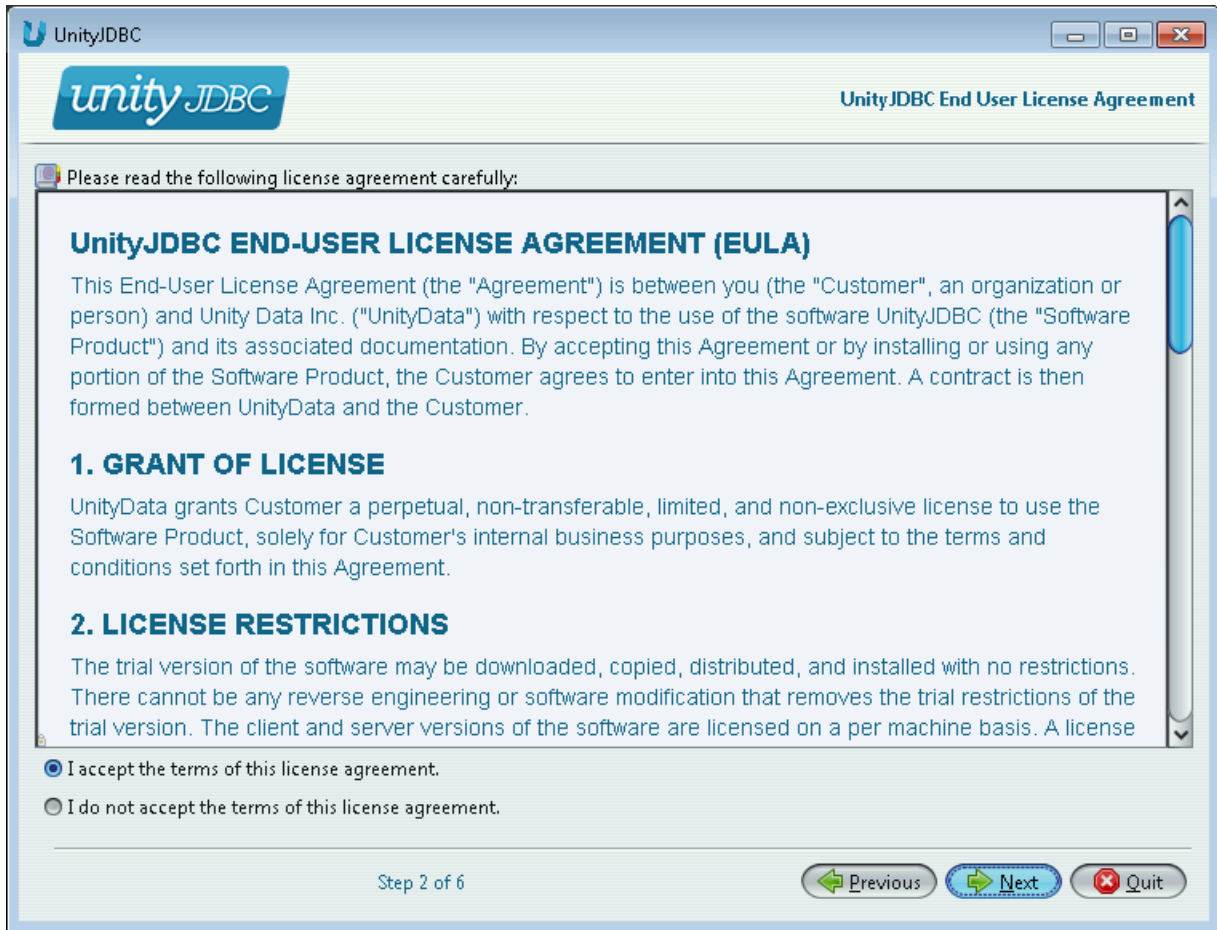 UnityJDBC
unity JDBC
UnityJDBC End User License Agreement
Please read the following license agreement carefully:
UnityJDBC END-USER LICENSE AGREEMENT (EULA)
This End-User License Agreement (the "Agreement") is between you (the "Customer", an organization or
person) and Unity Data Inc. ("UnityData") with respect to the use of the software UnityJDBC (the "Software
Product") and its associated documentation. By accepting this Agreement or by installing or using any
portion of the Software Product, the Customer agrees to enter into this Agreement. A contract is then
formed between UnityData and the Customer.
1. GRANT OF LICENSE
UnityData grants Customer a perpetual, non-transferable, limited, and non-exclusive license to use the
Software Product, solely for Customer's internal business purposes, and subject to the terms and
conditions set forth in this Agreement.
2. LICENSE RESTRICTIONS
The trial version of the software may be downloaded, copied, distributed, and installed with no restrictions.
There cannot be any reverse engineering or software modification that removes the trial restrictions of the
trial version. The client and server versions of the software are licensed on a per machine basis. A license
I accept the terms of this license agreement.
I do not accept the terms of this license agreement.
Step 2 of 6
Previous
Next
Quit